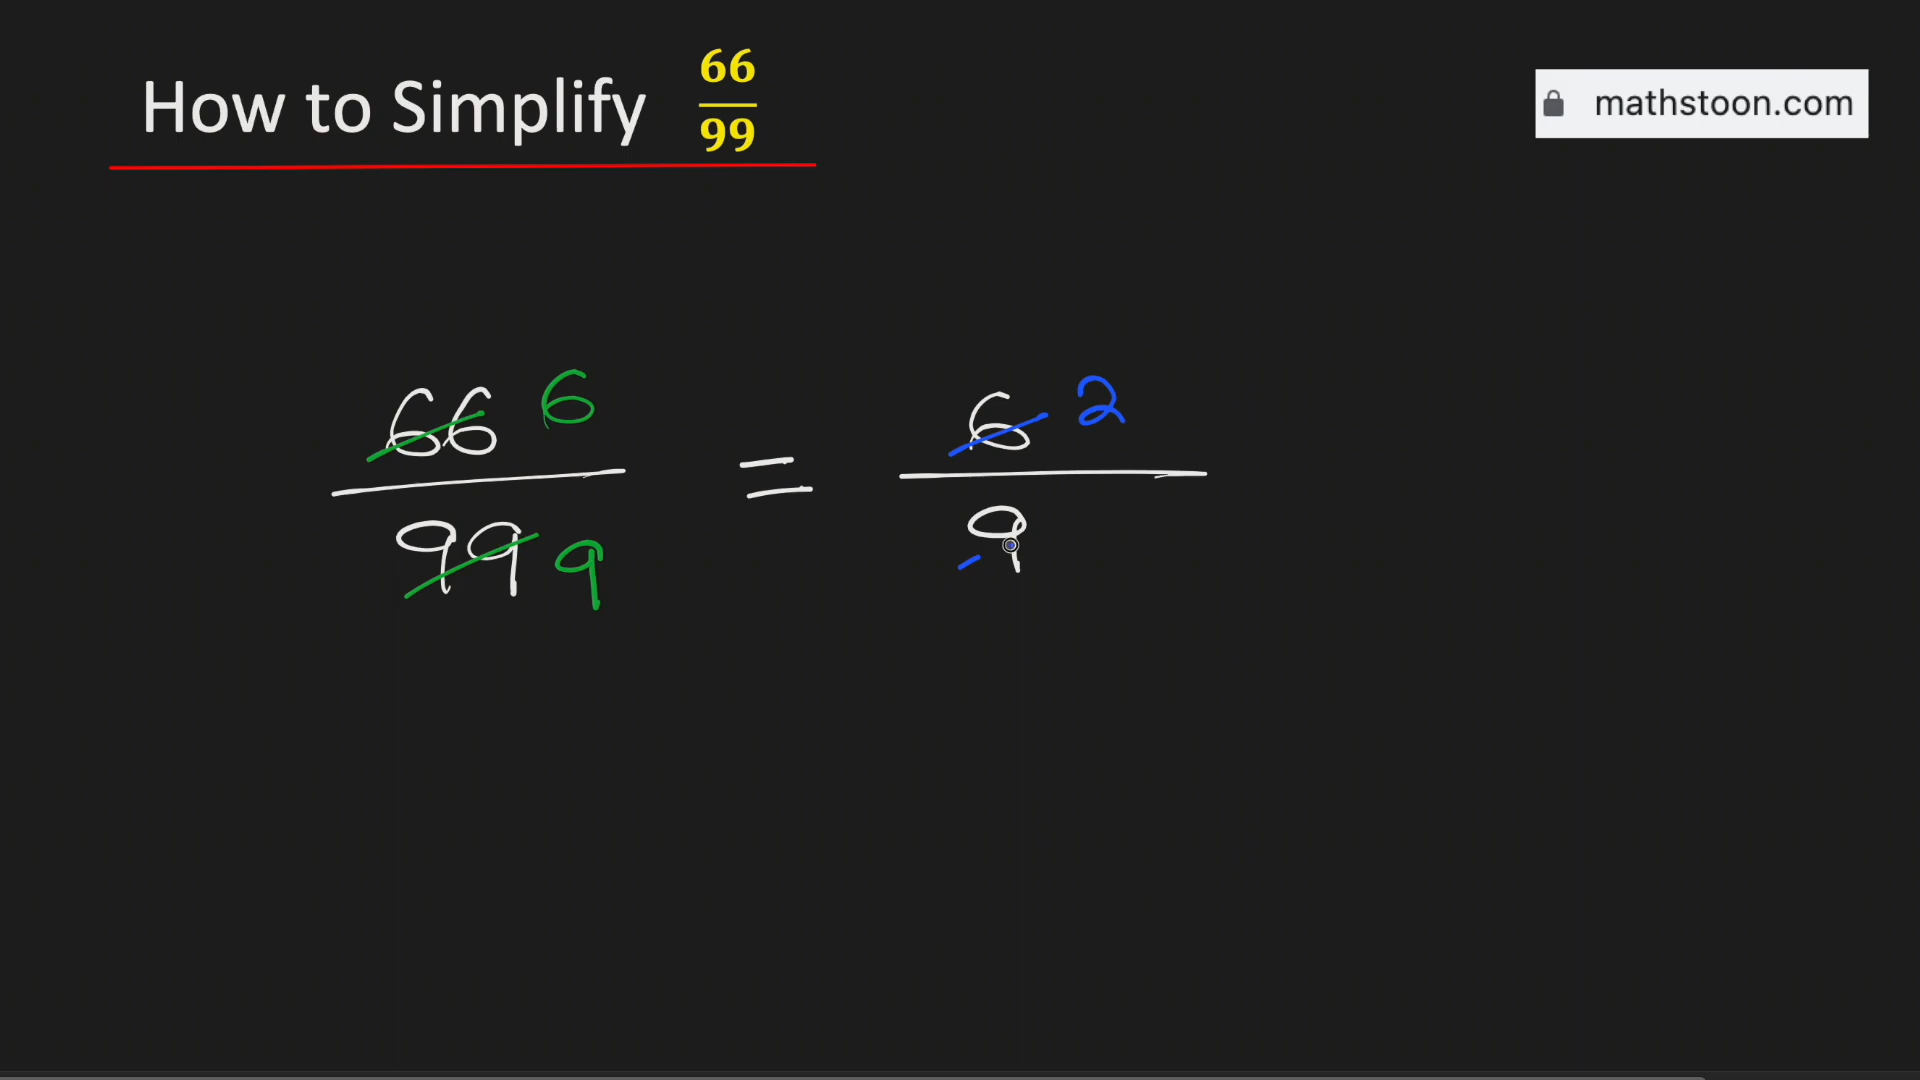 How to Simplify 66/99
mathstoon.com
66 6 = 6 2
99 9 9